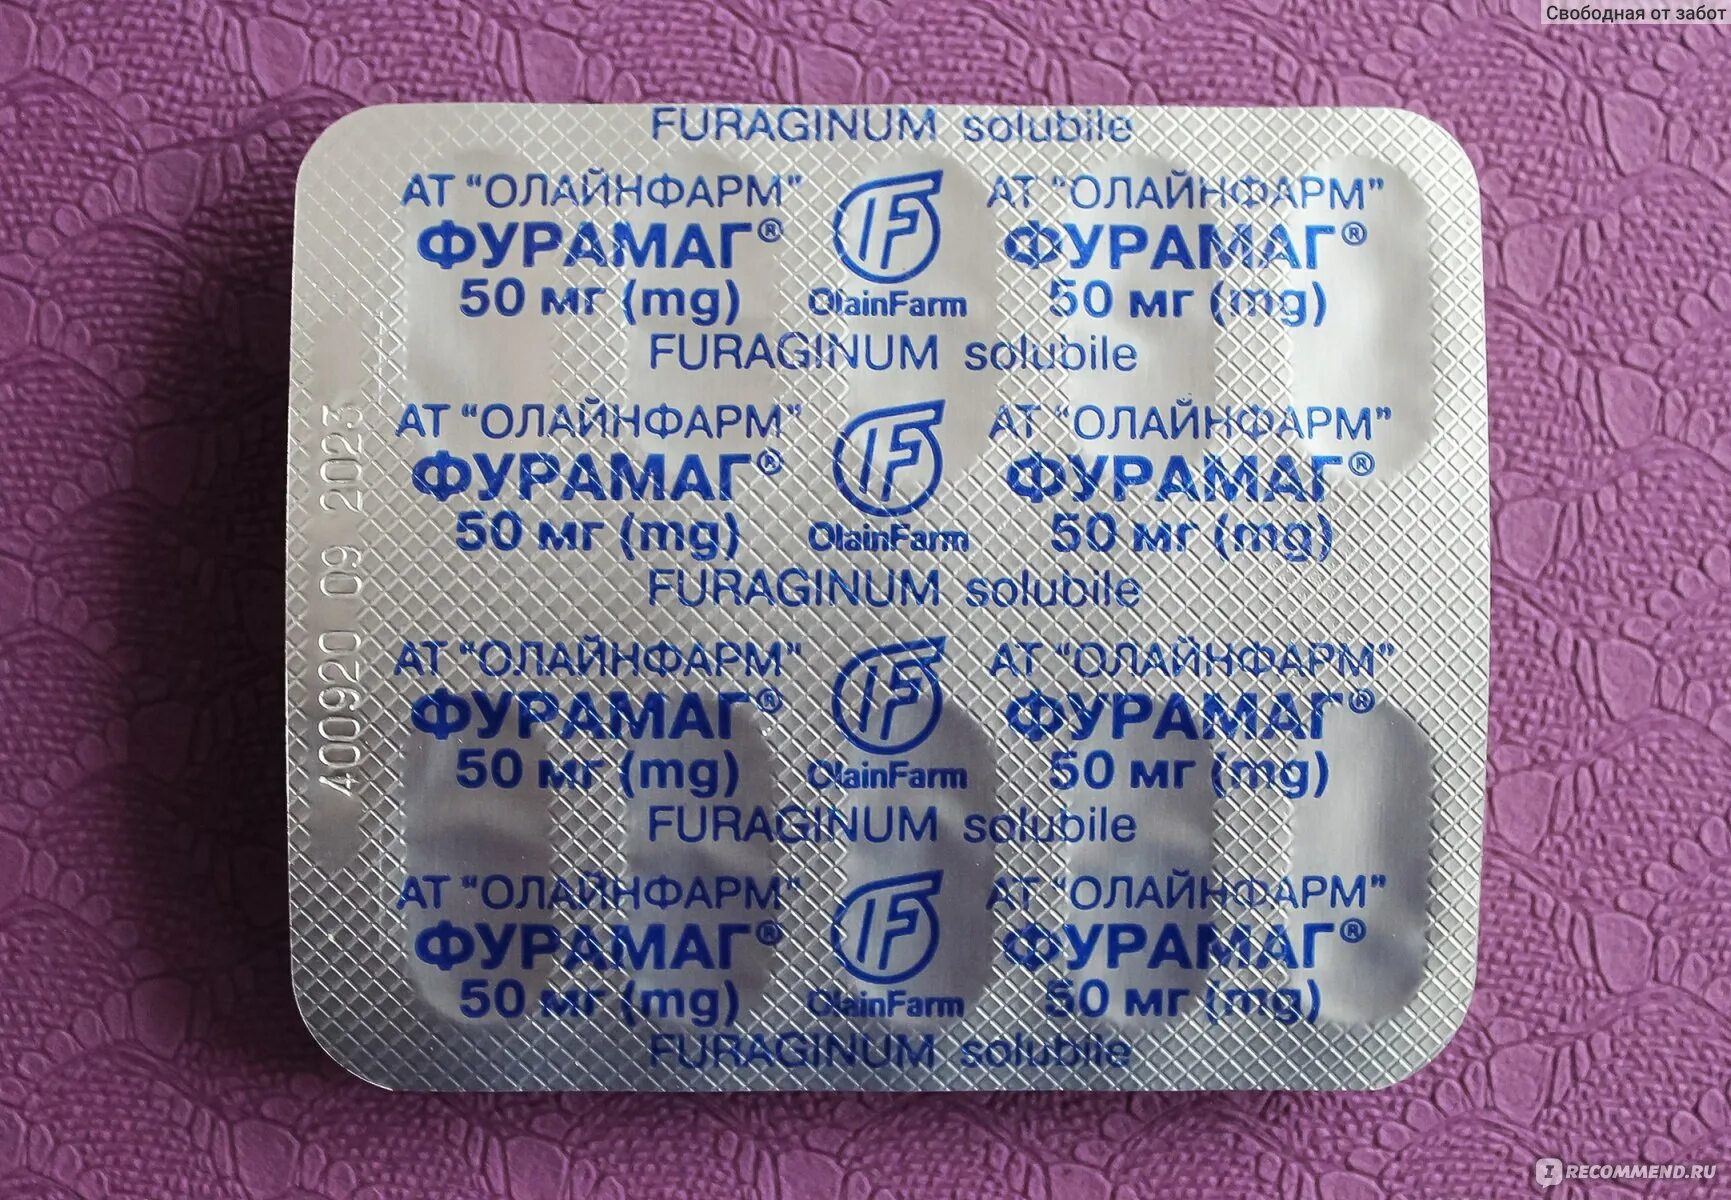 Свободная от забот
FURAGINUM solubile
АТ "ОЛАЙНФАРМ" АТ "ОЛАЙНФАРМ"
ФУРАМАГ® ФУРАМАГ®
50 мг (mg) OlainFarm 50 мг (mg)
FURAGINUM solubile
АТ "ОЛАЙНФАРМ" АТ "ОЛАЙНФАРМ"
ФУРАМАГ® ФУРАМАГ®
50 мг (mg) OlainFarm 50 мг (mg)
FURAGINUM solubile
АТ "ОЛАЙНФАРМ" АТ "ОЛАЙНФАРМ"
ФУРАМАГ® ФУРАМАГ®
50 мг (mg) OlainFarm 50 мг (mg)
FURAGINUM solubile
АТ "ОЛАЙНФАРМ" АТ "ОЛАЙНФАРМ"
ФУРАМАГ® ФУРАМАГ®
50 мг (mg) OlainFarm 50 мг (mg)
FURAGINUM solubile
400920 09 2023
IRECOMMEND.RU